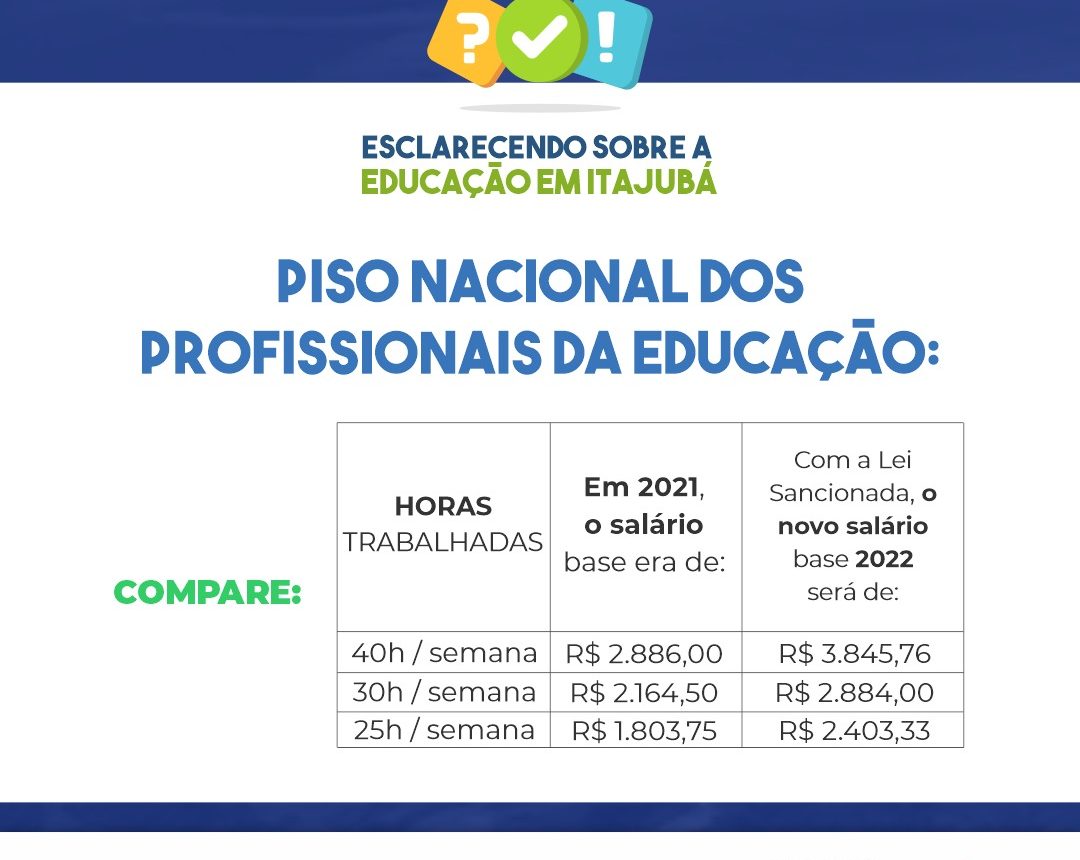 ? !
ESCLARECENDO SOBRE A
EDUCAÇÃO EM ITAJUBÁ
PISO NACIONAL DOS
PROFISSIONAIS DA EDUCAÇÃO:
COMPARE:
HORAS
TRABALHADAS
Em 2021,
o salário
base era de:
Com a Lei
Sancionada, o
novo salário
base 2022
será de:
40h / semana R$ 2.886,00 R$ 3.845,76
30h / semana R$ 2.164,50 R$ 2.884,00
25h / semana R$ 1.803,75 R$ 2.403,33